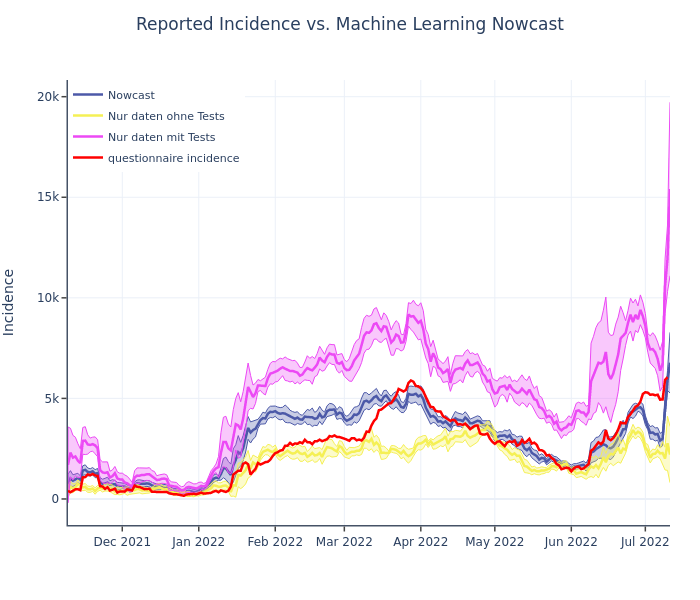 Reported Incidence vs. Machine Learning Nowcast
Incidence
20k
15k
10k
5k
0
Nowcast
Nur daten ohne Tests
Nur daten mit Tests
questionnaire incidence
Dec 2021 Jan 2022 Feb 2022 Mar 2022 Apr 2022 May 2022 Jun 2022 Jul 2022